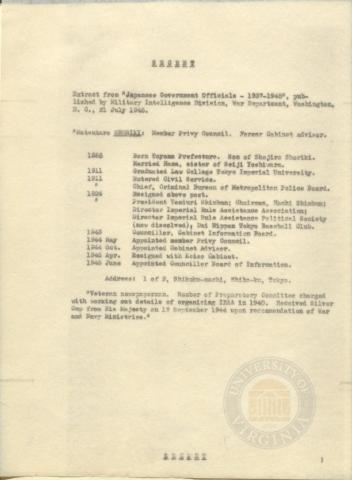 SECRET
Extract from "Japanese Government Officials - 1937-1945", pub-
lished by Military Intelligence Division, War Department, Washington,
D. C., 21 July 1945.
"Matsutaro SHORIKI: Member Privy Council. Former Cabinet advisor.
1885 Born Toyama Prefecture. Son of Shojiro Shoriki.
Married Hana, sister of Seiji Yoshimura.
1911 Graduated Law College Tokyo Imperial University.
1911 Entered Civil Service.
" Chief, Criminal Bureau of Metropolitan Police Board.
1924 Resigned above post.
" President Yomiuri Shimbun; Chairman, Hochi Shimbun;
Director Imperial Rule Assistance Association;
Director Imperial Rule Assistance Political Society
(now dissolved), Dai Nippon Tokyo Baseball Club.
1943 Councillor, Cabinet Information Board.
1944 May Appointed member Privy Council.
1944 Oct. Appointed Cabinet Adviser.
1945 Apr. Resigned with Koiso Cabinet.
1945 June Appointed Councillor Board of Information.
Address: 1 of 2, Shikoku-machi, Shiba-ku, Tokyo.
"Veteran newspaperman. Member of Preparatory Committee charged
with working out details of organizing IRAA in 1940. Received Silver
Cup from His Majesty on 19 September 1944 upon recommendation of War
and Navy Ministries."
UNIVERSITY OF
VIRGINIA
SECRET
1